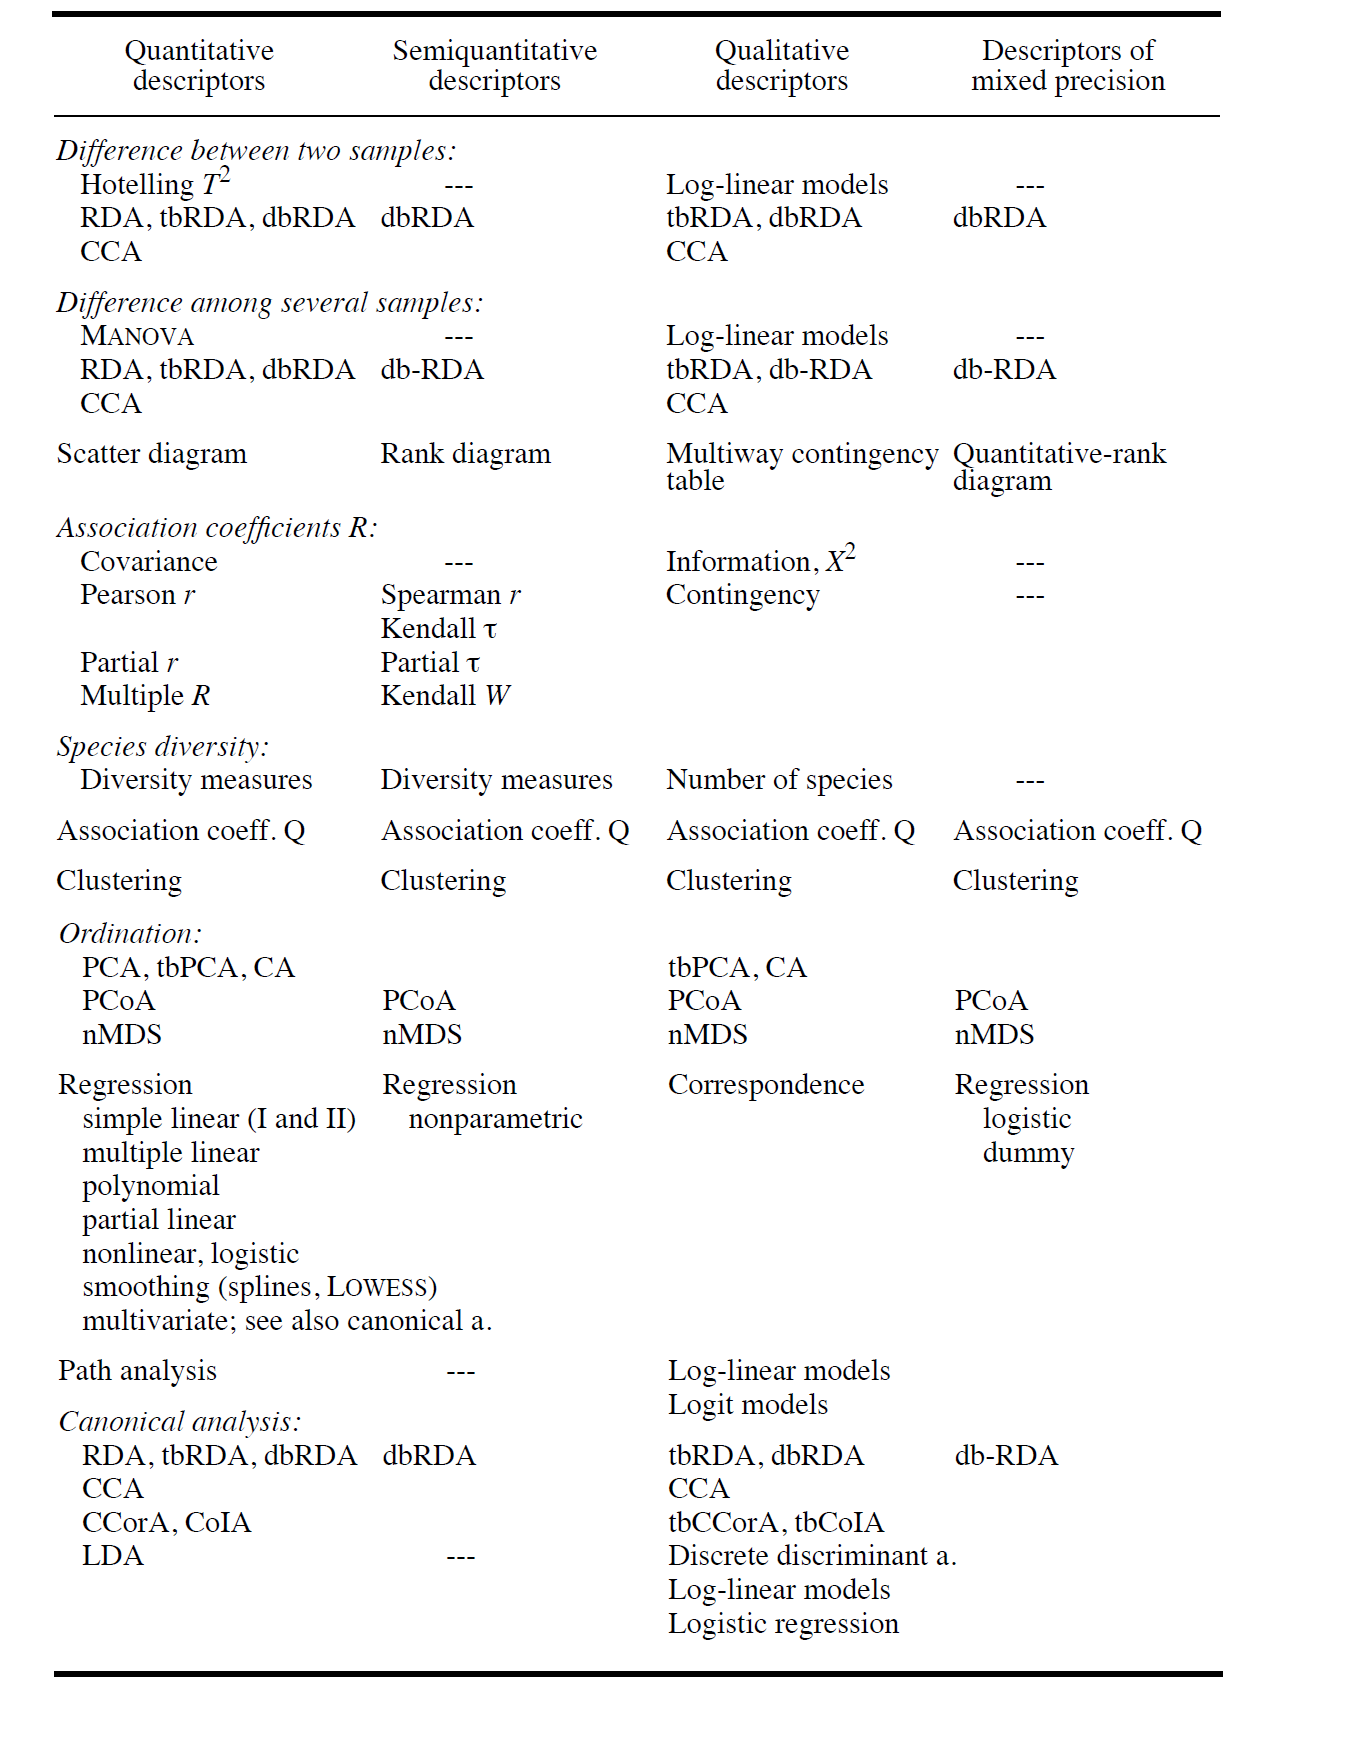 Quantitative descriptors Semiquantitative descriptors Qualitative descriptors Descriptors of mixed precision
Difference between two samples:
Hotelling T2 --- Log-linear models ---
RDA, tbRDA, dbRDA dbRDA tbRDA, dbRDA dbRDA
CCA CCA
Difference among several samples:
MANOVA --- Log-linear models ---
RDA, tbRDA, dbRDA db-RDA tbRDA, db-RDA db-RDA
CCA CCA
Scatter diagram Rank diagram Multiway contingency table Quantitative-rank diagram
Association coefficients R:
Covariance --- Information, X2 ---
Pearson r Spearman r Contingency ---
Kendall τ
Partial r Partial τ
Multiple R Kendall W
Species diversity:
Diversity measures Diversity measures Number of species ---
Association coeff. Q Association coeff. Q Association coeff. Q Association coeff. Q
Clustering Clustering Clustering Clustering
Ordination:
PCA, tbPCA, CA tbPCA, CA
PCoA PCoA PCoA PCoA
nMDS nMDS nMDS nMDS
Regression Regression Correspondence Regression
simple linear (I and II) nonparametric logistic
multiple linear dummy
polynomial
partial linear
nonlinear, logistic
smoothing (splines, LOWESS)
multivariate; see also canonical a.
Path analysis --- Log-linear models
Logit models
Canonical analysis:
RDA, tbRDA, dbRDA dbRDA tbRDA, dbRDA db-RDA
CCA CCA
CCorA, CoIA tbCCorA, tbCoIA
LDA --- Discrete discriminant a.
Log-linear models
Logistic regression